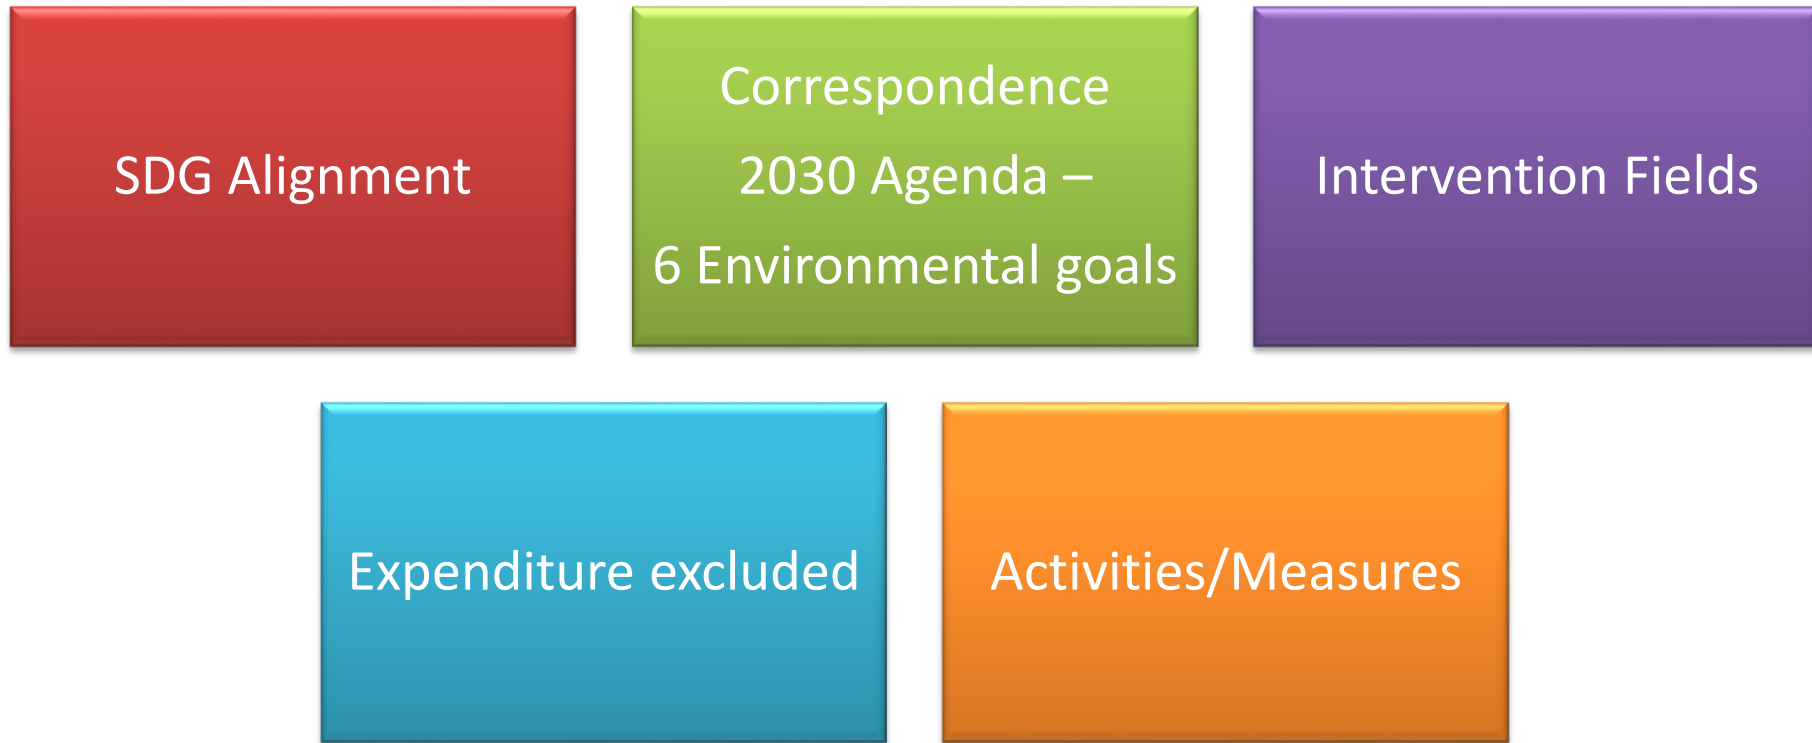 SDG Alignment
Correspondence
2030 Agenda –
6 Environmental goals
Intervention Fields
Expenditure excluded
Activities/Measures